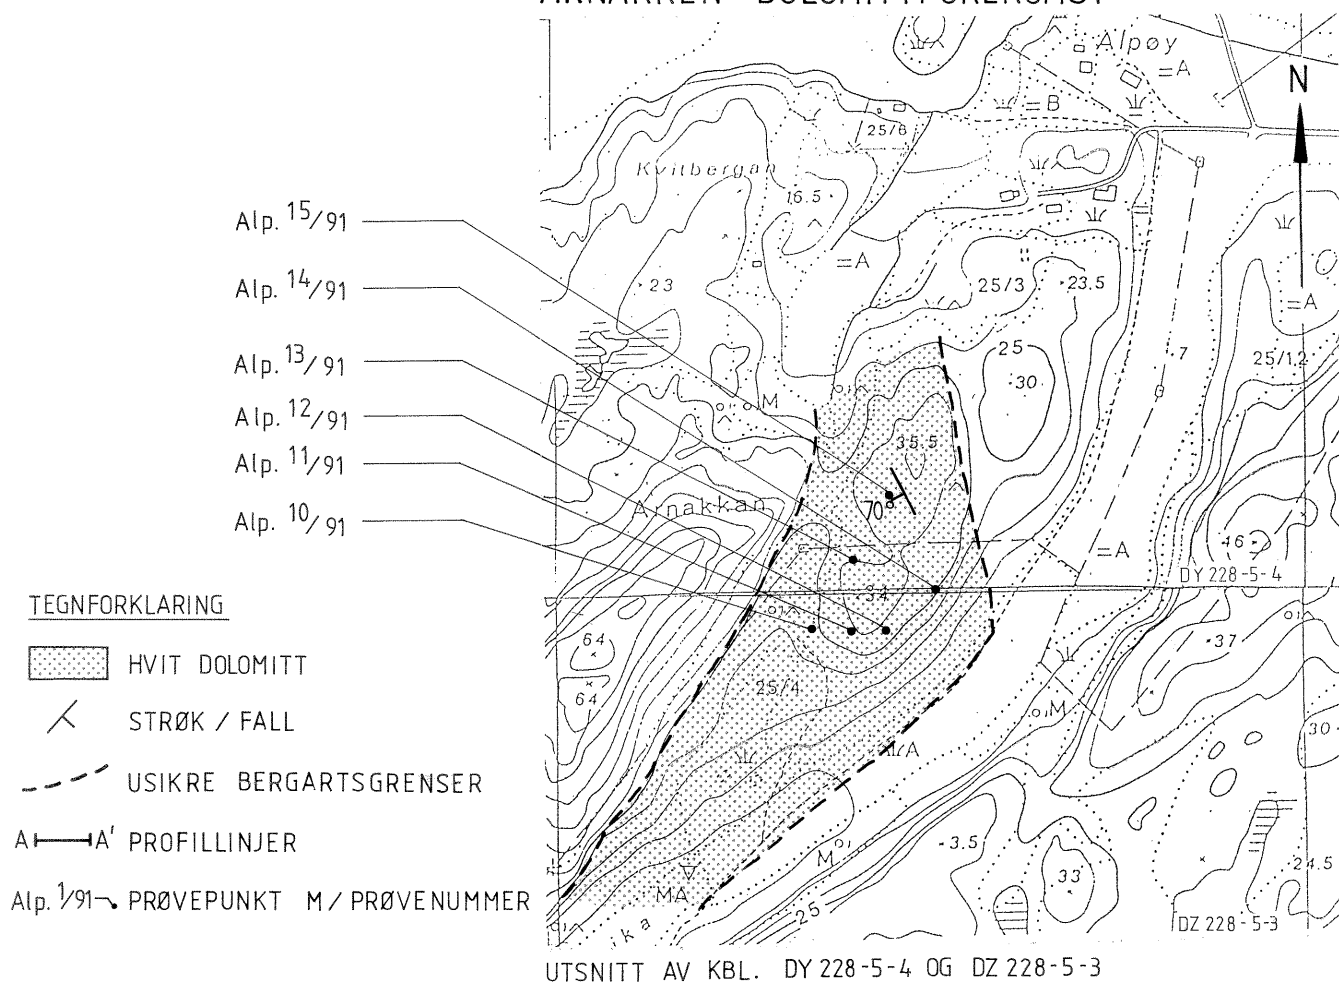 Alpøy
=A
N
=B
25/6
Kvitbergan
16.5
Alp. 15/91
=A
Alp. 14/91
23
25/3
23.5
=A
25
7
25/1,2
Alp. 13/91
30
M
Alp. 12/91
35.5
Alp. 11/91
Arnakkan
70°
Alp. 10/91
46
=A
DY 228-5-4
34
TEGNFORKLARING
64
37
HVIT DOLOMITT
64
25/4
M
STRØK / FALL
A
30
USIKRE BERGARTSGRENSER
A A' PROFILLINJER
M
3.5
24.5
33
Alp. 1/91 PRØVEPUNKT M/PRØVENUMMER
MA
25
DZ 228-5-3
ika
UTSNITT AV KBL. DY 228-5-4 OG DZ 228-5-3